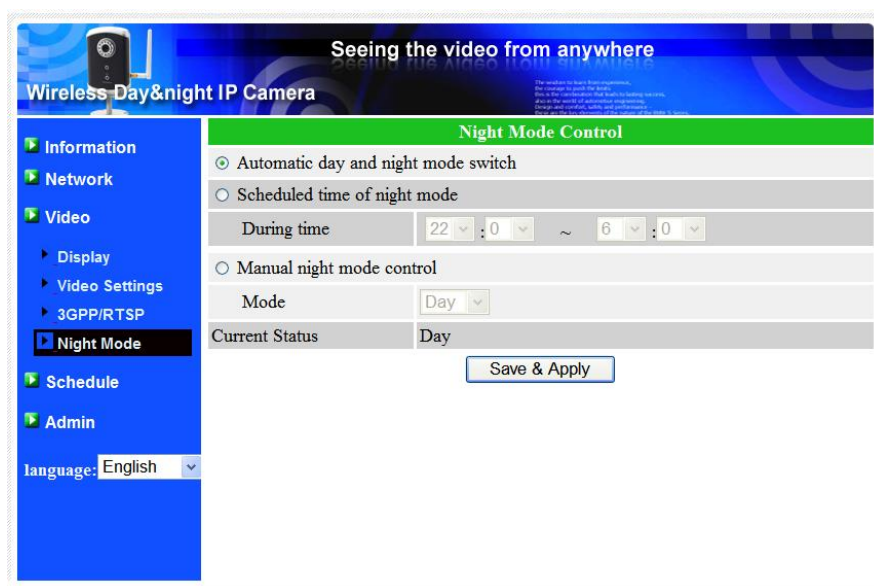 Seeing the video from anywhere
Wireless Day&night IP Camera
Information
Network
Video
Display
Video Settings
3GPP/RTSP
Night Mode
Schedule
Admin
language: English
Night Mode Control
Automatic day and night mode switch
Scheduled time of night mode
During time 22 : 0 ~ 6 : 0
Manual night mode control
Mode Day
Current Status Day
Save & Apply